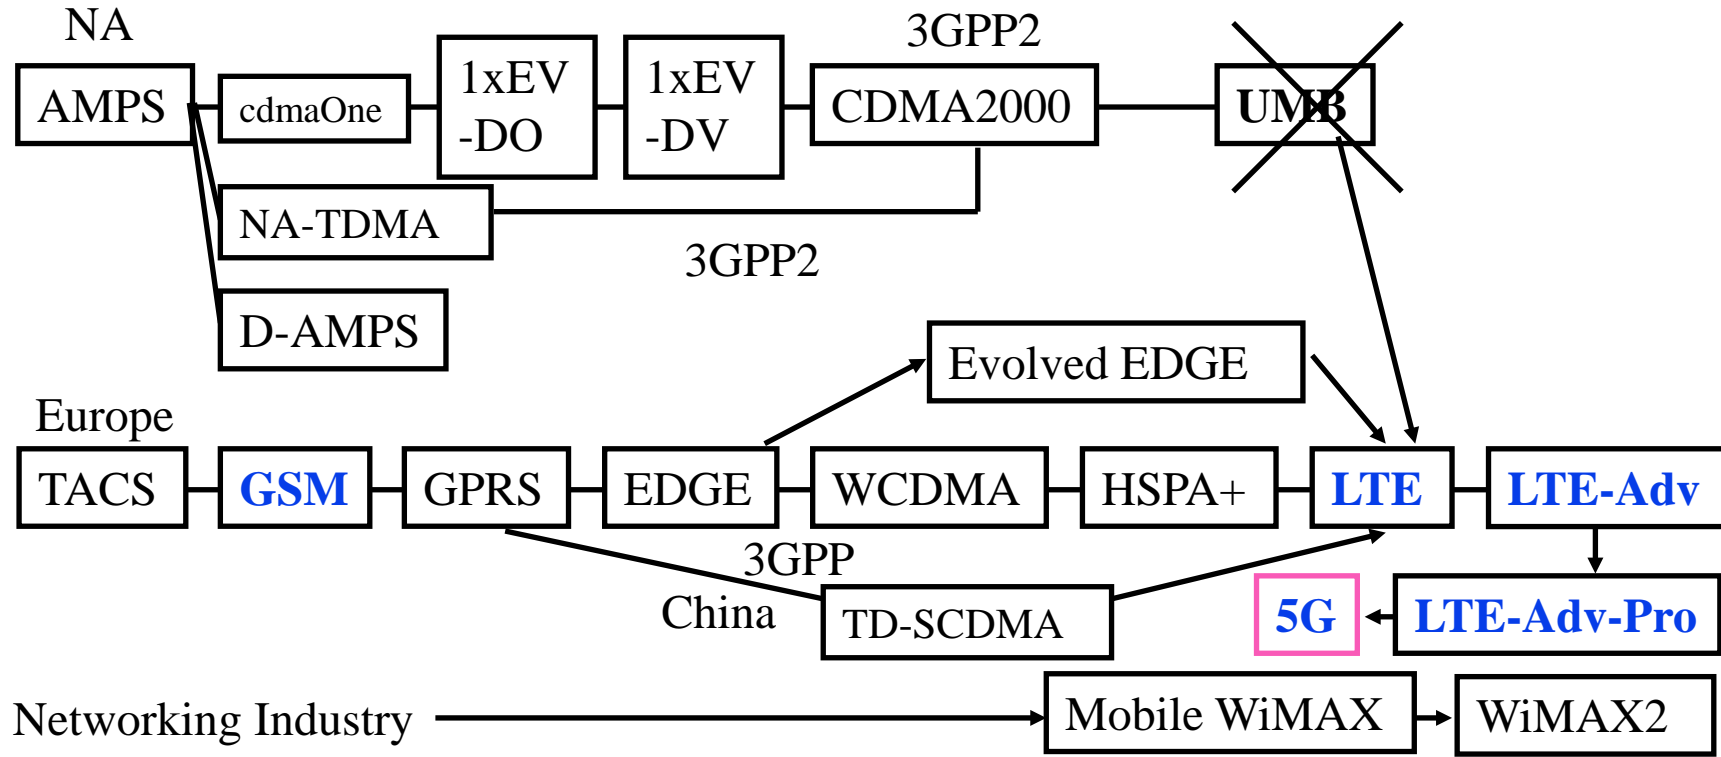 NA
3GPP2
AMPS
cdmaOne
1xEV
-DO
1xEV
-DV
CDMA2000
UMB
NA-TDMA
3GPP2
D-AMPS
Evolved EDGE
Europe
TACS
GSM
GPRS
EDGE
WCDMA
HSPA+
LTE
LTE-Adv
3GPP
China
TD-SCDMA
5G
LTE-Adv-Pro
Networking Industry
Mobile WiMAX
WiMAX2